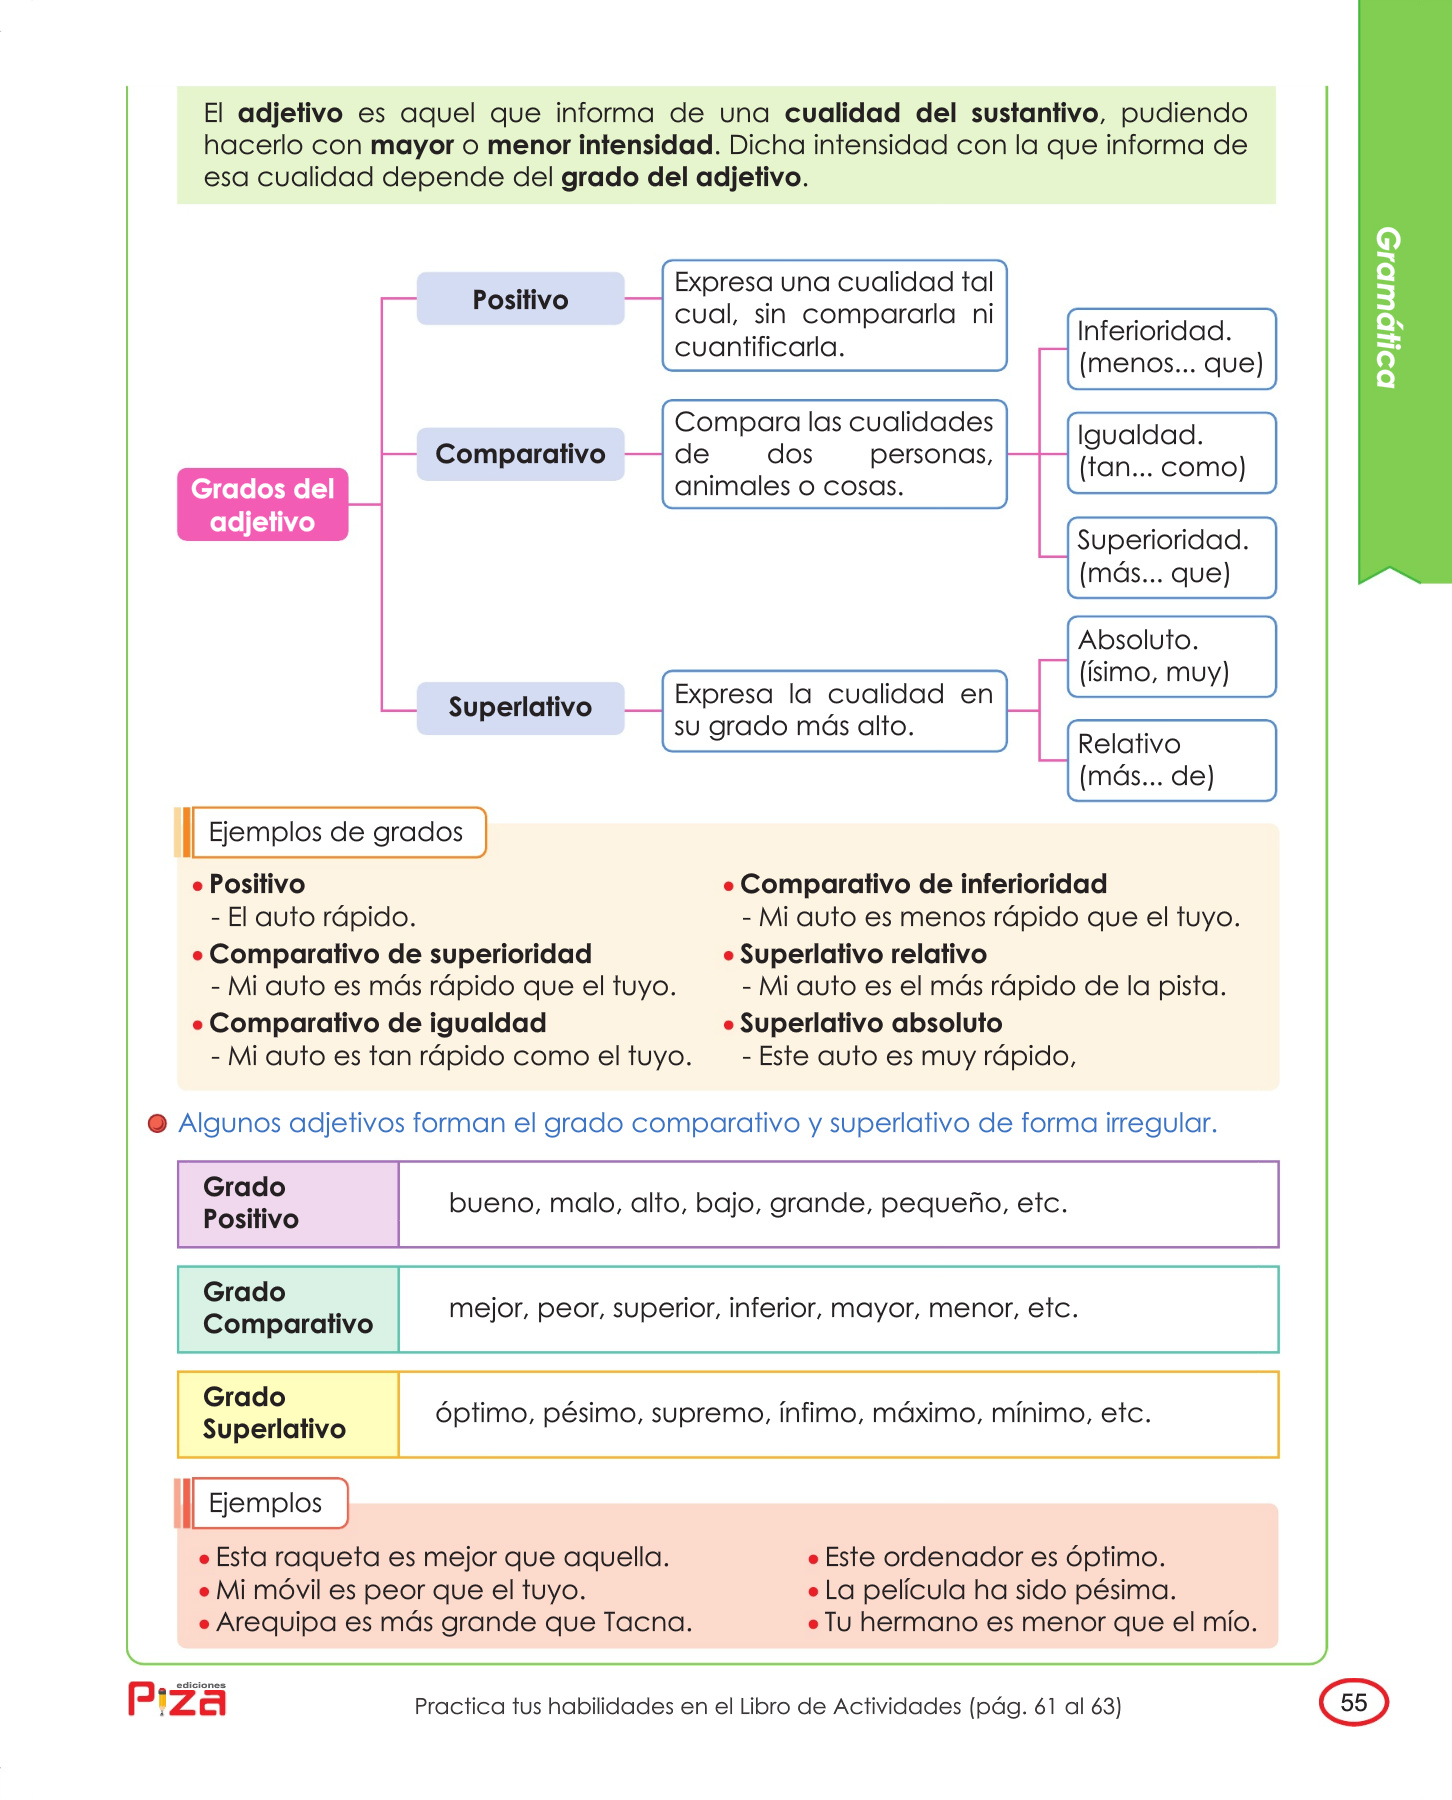 Gramática
El adjetivo es aquel que informa de una cualidad del sustantivo, pudiendo
hacerlo con mayor o menor intensidad. Dicha intensidad con la que informa de
esa cualidad depende del grado del adjetivo.
Grados del
adjetivo
Positivo
Expresa una cualidad tal
cual, sin compararla ni
cuantificarla.
Comparativo
Compara las cualidades
de dos personas,
animales o cosas.
Inferioridad.
(menos... que)
Igualdad.
(tan... como)
Superioridad.
(más... que)
Superlativo
Expresa la cualidad en
su grado más alto.
Absoluto.
(ísimo, muy)
Relativo
(más... de)
Ejemplos de grados
• Positivo
- El auto rápido.
• Comparativo de superioridad
- Mi auto es más rápido que el tuyo.
• Comparativo de igualdad
- Mi auto es tan rápido como el tuyo.
• Comparativo de inferioridad
- Mi auto es menos rápido que el tuyo.
• Superlativo relativo
- Mi auto es el más rápido de la pista.
• Superlativo absoluto
- Este auto es muy rápido,
Algunos adjetivos forman el grado comparativo y superlativo de forma irregular.
Grado
Positivo
bueno, malo, alto, bajo, grande, pequeño, etc.
Grado
Comparativo
mejor, peor, superior, inferior, mayor, menor, etc.
Grado
Superlativo
óptimo, pésimo, supremo, ínfimo, máximo, mínimo, etc.
Ejemplos
• Esta raqueta es mejor que aquella.
• Mi móvil es peor que el tuyo.
• Arequipa es más grande que Tacna.
• Este ordenador es óptimo.
• La película ha sido pésima.
• Tu hermano es menor que el mío.
ediciones
Piza
Practica tus habilidades en el Libro de Actividades (pág. 61 al 63)
55